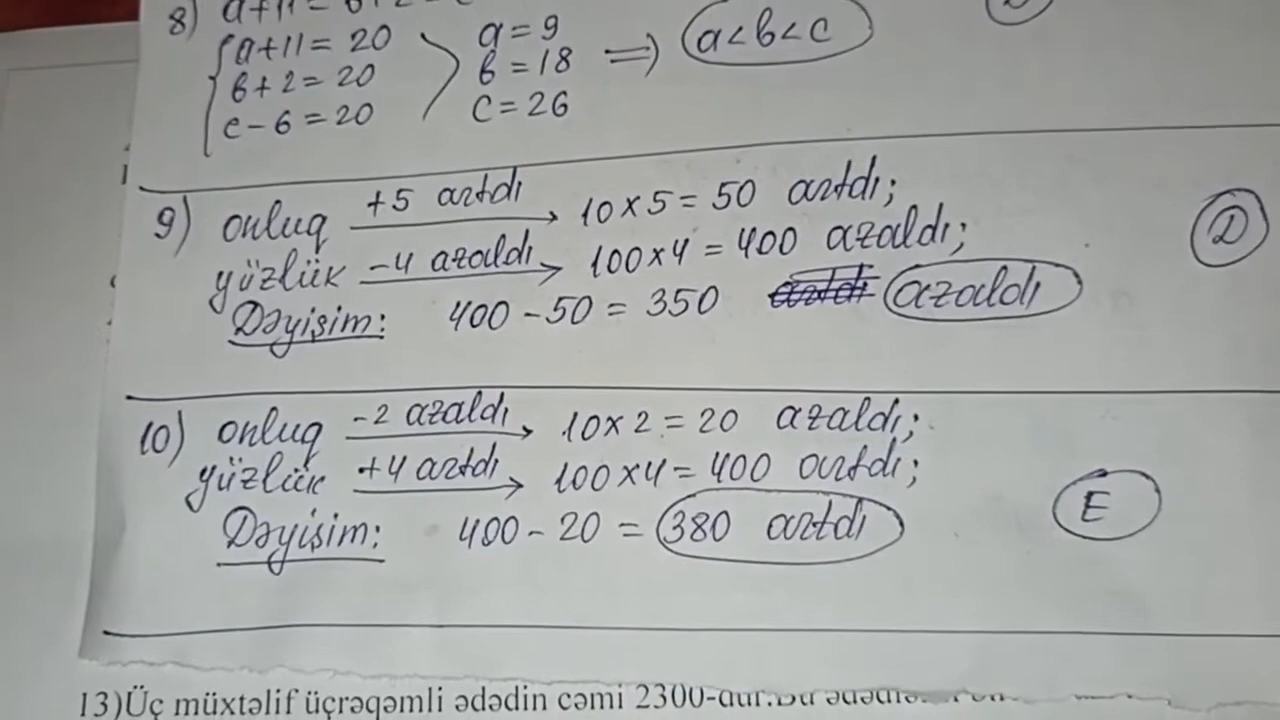 8) a+11 =
a+11 = 20 a = 9
b+2 = 20 b = 18 => a<b<c
c-6 = 20 c = 26
9) onluq +5 artdı 10×5 = 50 artdı; D
yüzlük -4 azaldı 100×4 = 400 azaldı;
Dəyişim: 400-50 = 350 artdı azaldı
10) onluq -2 azaldı 10×2 = 20 azaldı;
yüzlük +4 artdı 100×4 = 400 artdı; E
Dəyişim: 400-20 = 380 artdı
13)Üç müxtəlif üçrəqəmli ədədin cəmi 2300-dür.Bu